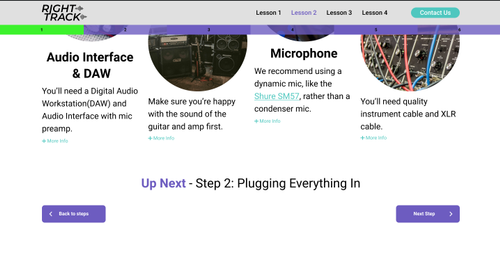 RIGHT-
TRACK
Lesson 1 Lesson 2 Lesson 3 Lesson 4 Contact Us
1 2 3 4 5 6
Audio Interface
& DAW
You'll need a Digital Audio
Workstation(DAW) and
Audio Interface with mic
preamp.
+ More Info
Make sure you're happy
with the sound of the
guitar and amp first.
+ More Info
Microphone
We recommend using a
dynamic mic, like the
Shure SM57, rather than a
condenser mic.
+ More Info
You'll need quality
instrument cable and XLR
cable.
+ More Info
Up Next - Step 2: Plugging Everything In
Back to steps
Next Step